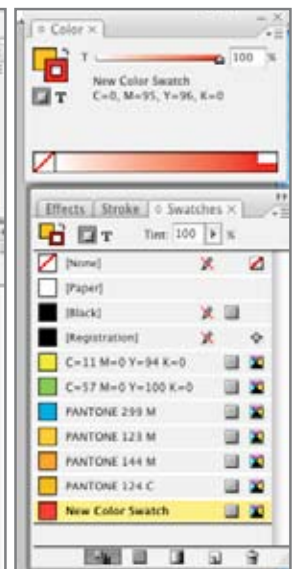 Color ×
T 100 %
New Color Swatch
C=0, M=95, Y=96, K=0
T
Effects Stroke Swatches ×
T Tint: 100 %
[None]
[Paper]
[Black]
[Registration]
C=11 M=0 Y=94 K=0
C=57 M=0 Y=100 K=0
PANTONE 299 M
PANTONE 123 M
PANTONE 144 M
PANTONE 124 C
New Color Swatch